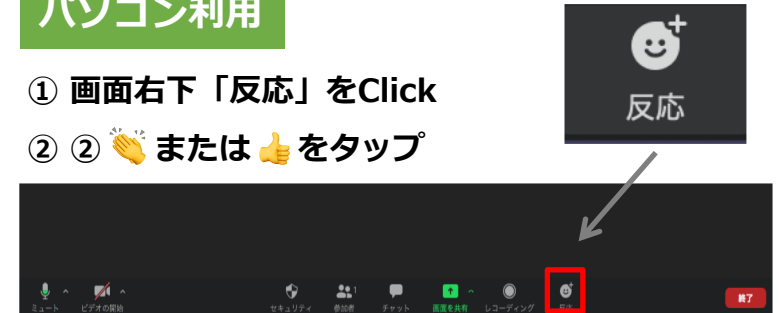 パソコン利用
反応
① 画面右下「反応」をClick
② ② 👏 または 👍 をタップ
ミュート ビデオの開始 セキュリティ 参加者 1 チャット 画面を共有 レコーディング 反応 終了